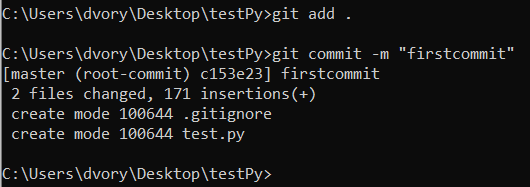 C:\Users\dvory\Desktop\testPy>git add .
C:\Users\dvory\Desktop\testPy>git commit -m "firstcommit"
[master (root-commit) c153e23] firstcommit
 2 files changed, 171 insertions(+)
 create mode 100644 .gitignore
 create mode 100644 test.py
C:\Users\dvory\Desktop\testPy>